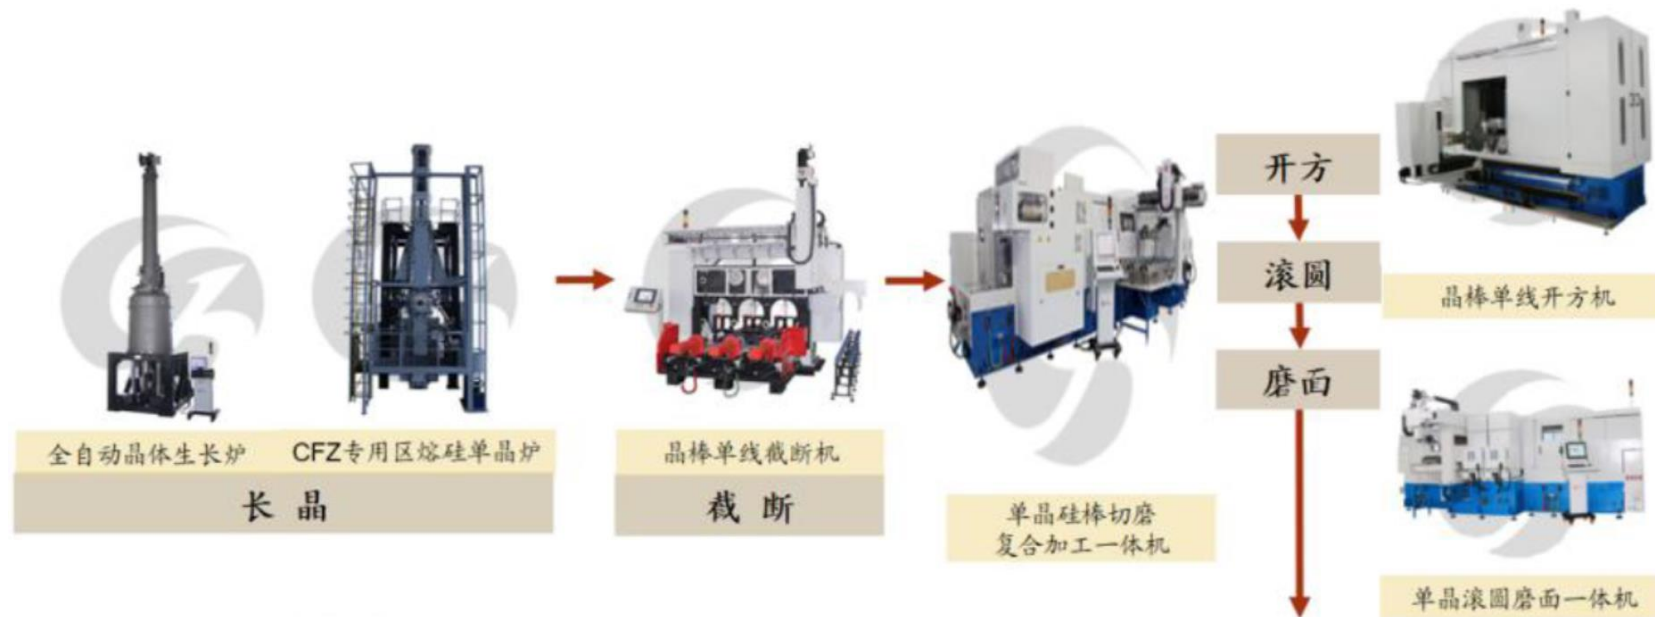 全自动晶体生长炉
CFZ专用区熔硅单晶炉
长晶
晶棒单线截断机
截断
单晶硅棒切磨
复合加工一体机
开方
滚圆
磨面
晶棒单线开方机
单晶滚圆磨面一体机